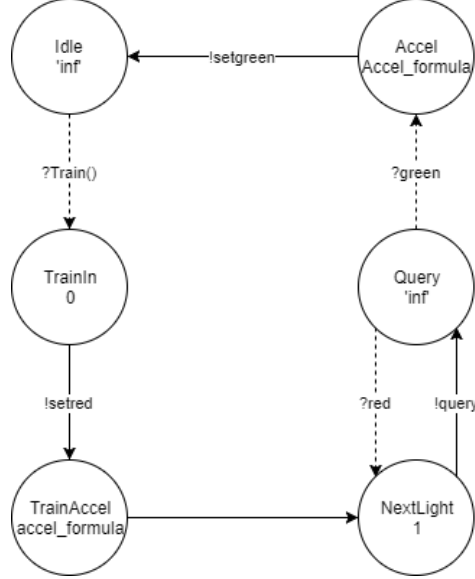 Idle
'inf'
!setgreen
Accel
Accel_formula
?Train()
?green
TrainIn
0
Query
'inf'
!setred
?red
!query
TrainAccel
accel_formula
NextLight
1